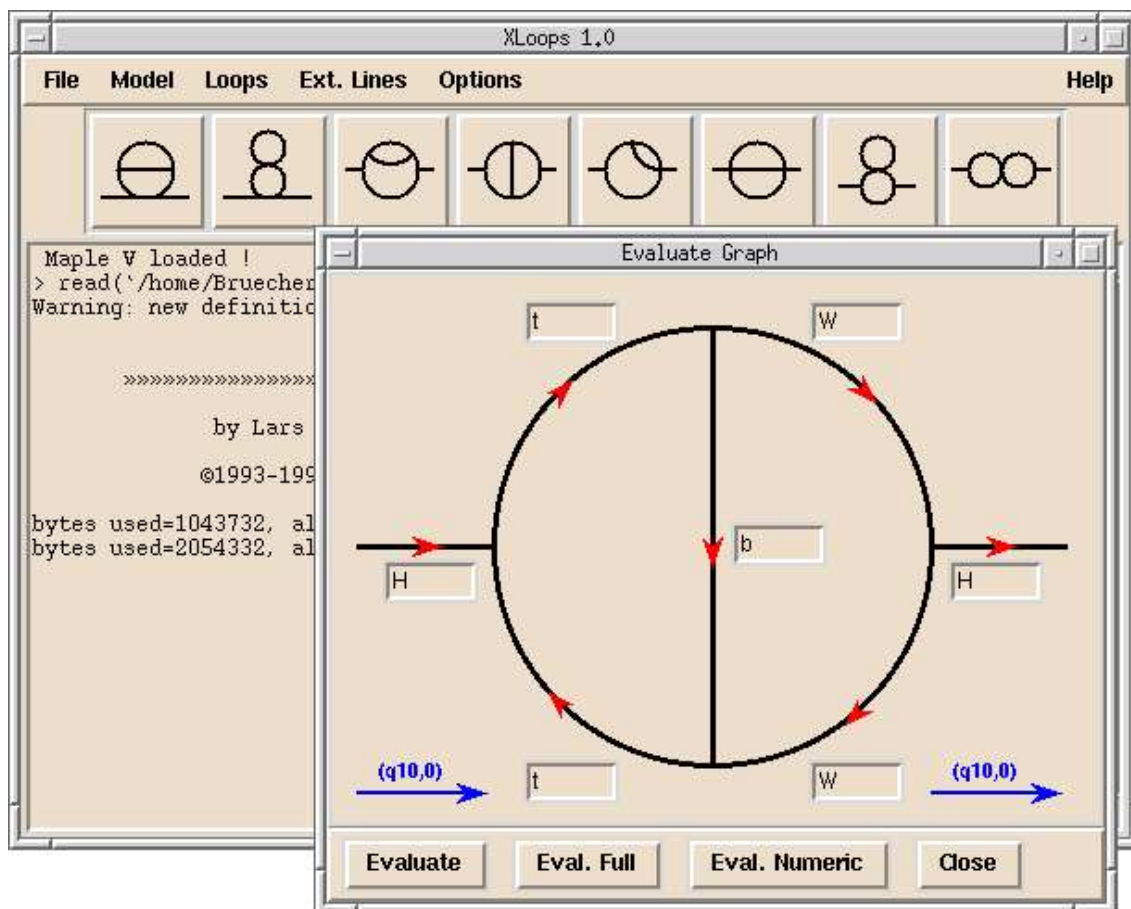 XLoops 1.0
File Model Loops Ext. Lines Options Help
Maple V loaded !
> read(`/home/Bruecher
Warning: new definitio
»»»»»»»»»»»»»»»»
by Lars
©1993-199
bytes used=1043732, al
bytes used=2054332, al
Evaluate Graph
t
W
b
H
H
(q10,0)
t
W
(q10,0)
Evaluate Eval. Full Eval. Numeric Close